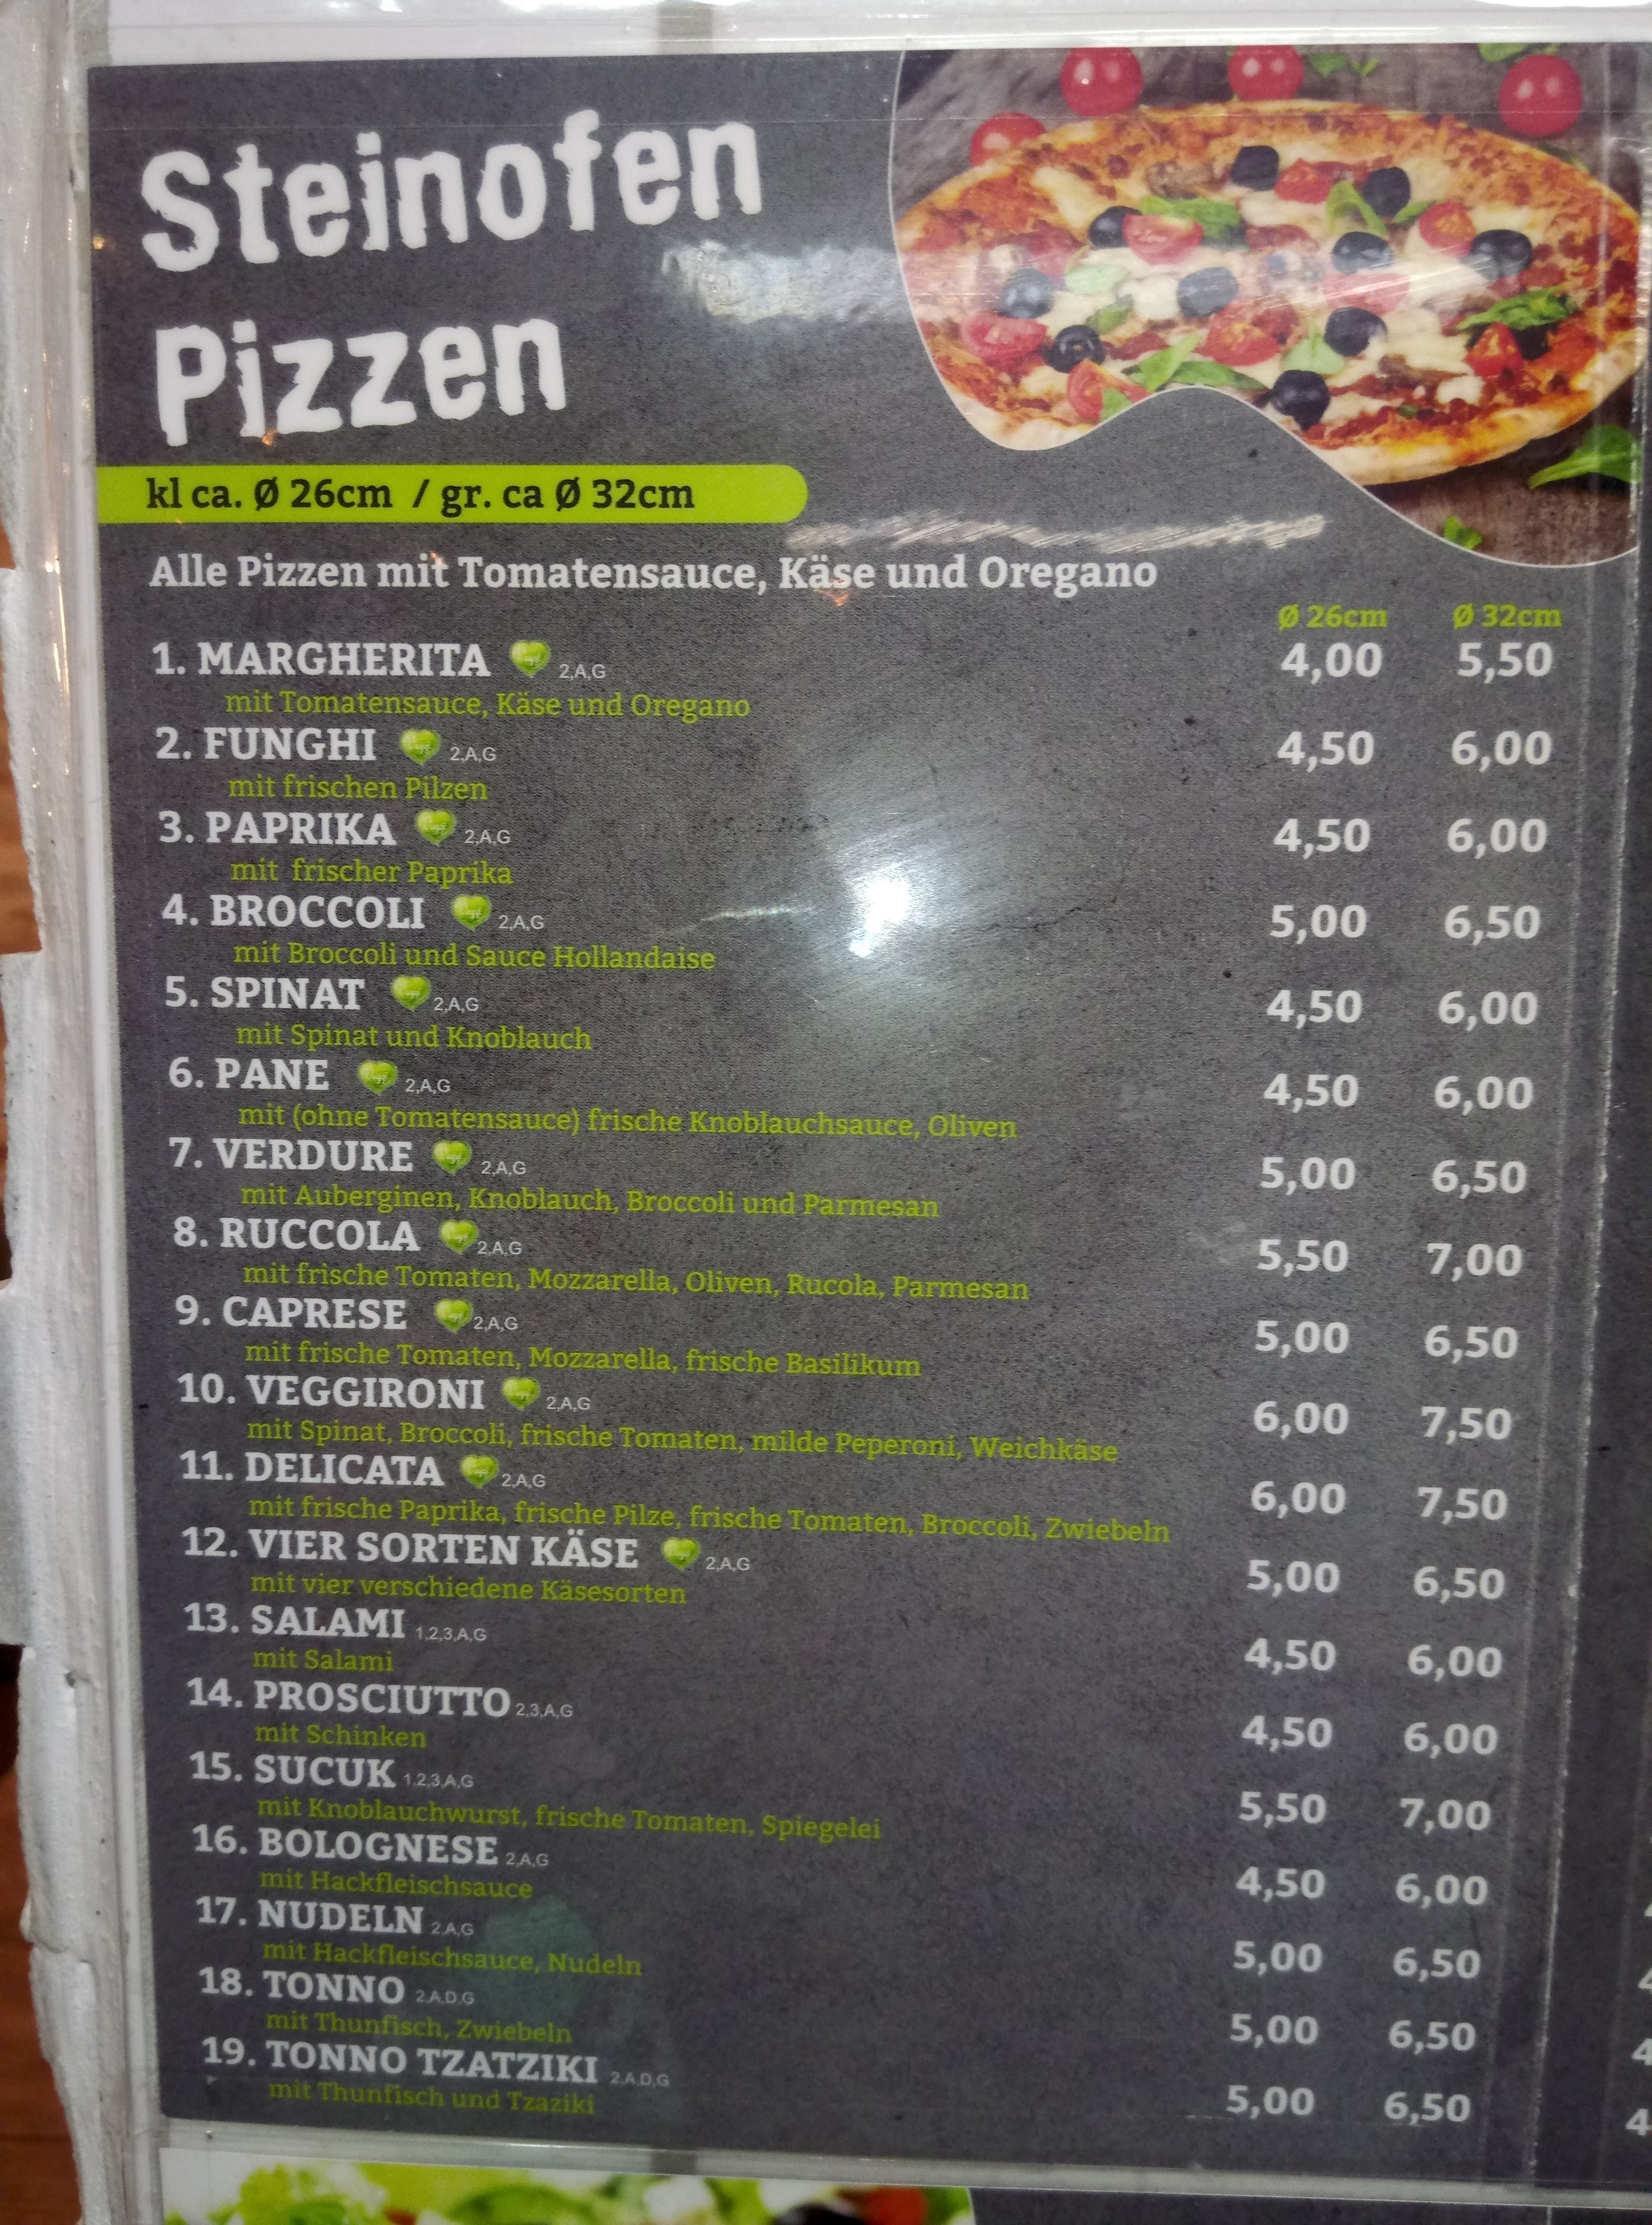 Steinofen
Pizzen
kl ca. Ø 26cm / gr. ca Ø 32cm
Alle Pizzen mit Tomatensauce, Käse und Oregano
Ø 26cm Ø 32cm
1. MARGHERITA 2,A,G 4,00 5,50
mit Tomatensauce, Käse und Oregano
2. FUNGHI 2,A,G 4,50 6,00
mit frischen Pilzen
3. PAPRIKA 2,A,G 4,50 6,00
mit frischer Paprika
4. BROCCOLI 2,A,G 5,00 6,50
mit Broccoli und Sauce Hollandaise
5. SPINAT 2,A,G 4,50 6,00
mit Spinat und Knoblauch
6. PANE 2,A,G 4,50 6,00
mit (ohne Tomatensauce) frische Knoblauchsauce, Oliven
7. VERDURE 2,A,G 5,00 6,50
mit Auberginen, Knoblauch, Broccoli und Parmesan
8. RUCCOLA 2,A,G 5,50 7,00
mit frische Tomaten, Mozzarella, Oliven, Rucola, Parmesan
9. CAPRESE 2,A,G 5,00 6,50
mit frische Tomaten, Mozzarella, frische Basilikum
10. VEGGIRONI 2,A,G 6,00 7,50
mit Spinat, Broccoli, frische Tomaten, milde Peperoni, Weichkäse
11. DELICATA 2,A,G 6,00 7,50
mit frische Paprika, frische Pilze, frische Tomaten, Broccoli, Zwiebeln
12. VIER SORTEN KÄSE 2,A,G 5,00 6,50
mit vier verschiedene Käsesorten
13. SALAMI 1,2,3,A,G 4,50 6,00
mit Salami
14. PROSCIUTTO 2,3,A,G 4,50 6,00
mit Schinken
15. SUCUK 1,2,3,A,G 5,50 7,00
mit Knoblauchwurst, frische Tomaten, Spiegelei
16. BOLOGNESE 2,A,G 4,50 6,00
mit Hackfleischsauce
17. NUDELN 2,A,G 5,00 6,50
mit Hackfleischsauce, Nudeln
18. TONNO 2,A,D,G 5,00 6,50
mit Thunfisch, Zwiebeln
19. TONNO TZATZIKI 2,A,D,G 5,00 6,50
mit Thunfisch und Tzaziki